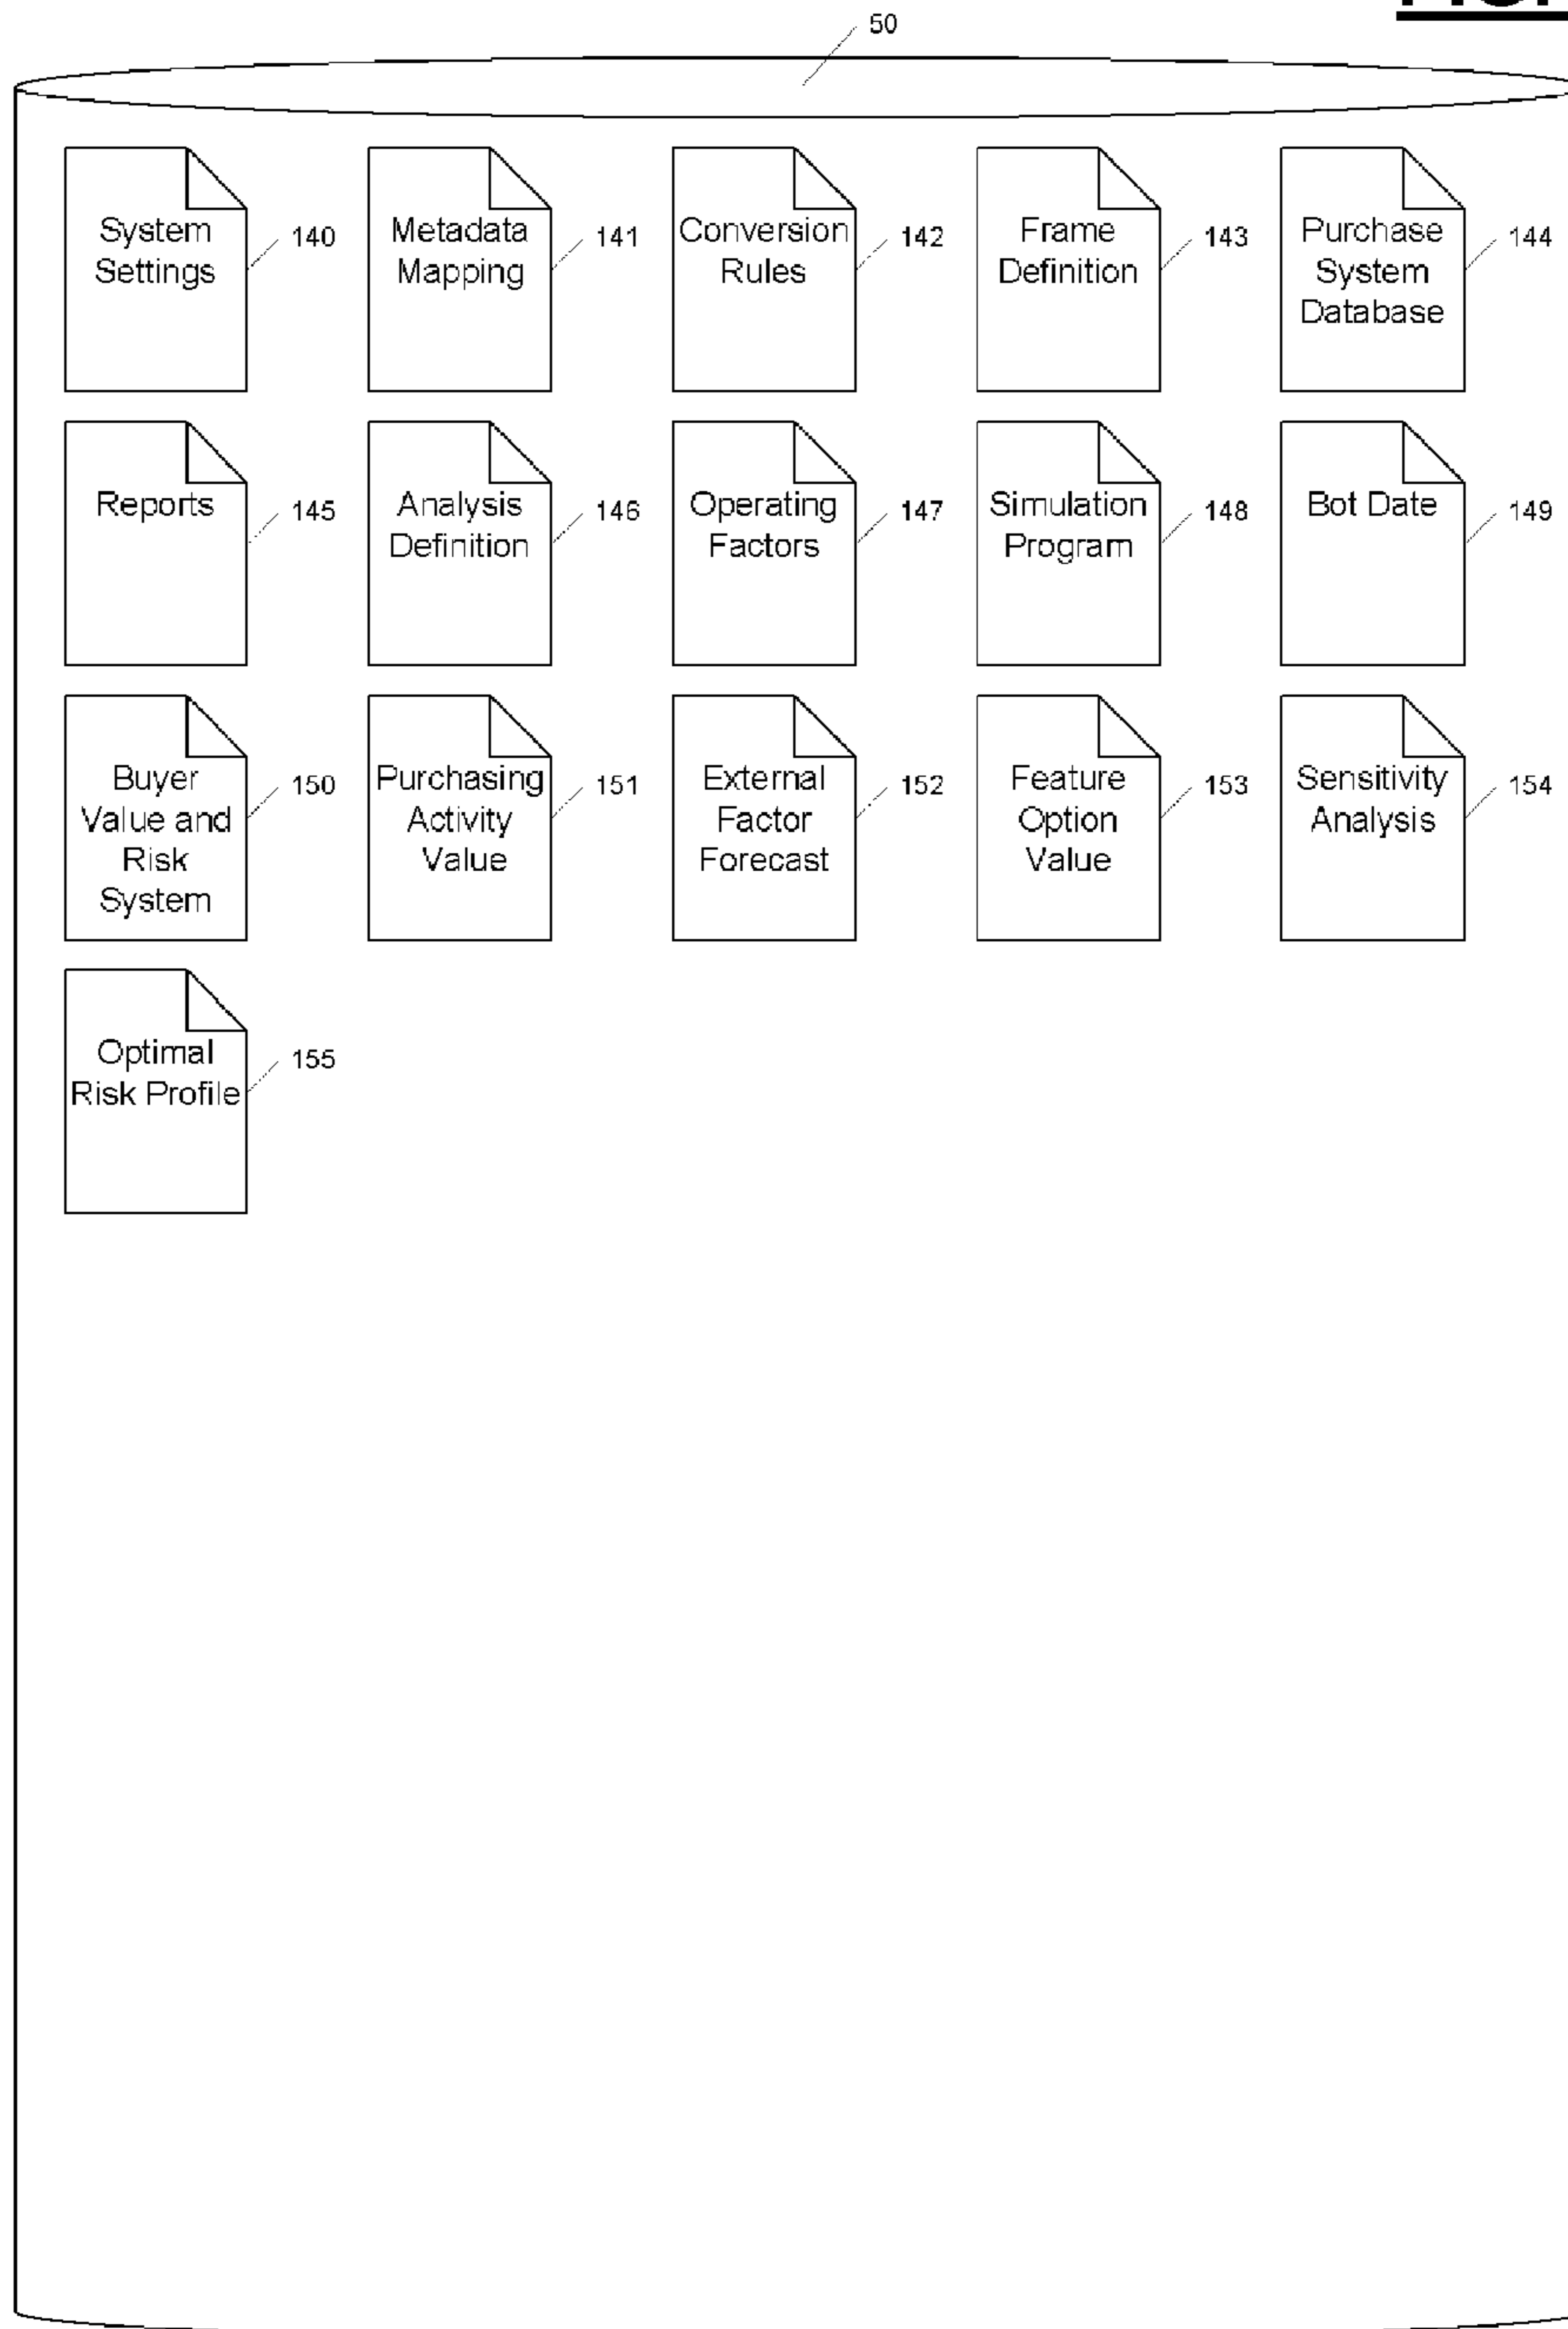 50
System
Settings
140
Metadata
Mapping
141
Conversion
Rules
142
Frame
Definition
143
Purchase
System
Database
144
Reports
145
Analysis
Definition
146
Operating
Factors
147
Simulation
Program
148
Bot Date
149
Buyer
Value and
Risk
System
150
Purchasing
Activity
Value
151
External
Factor
Forecast
152
Feature
Option
Value
153
Sensitivity
Analysis
154
Optimal
Risk Profile
155